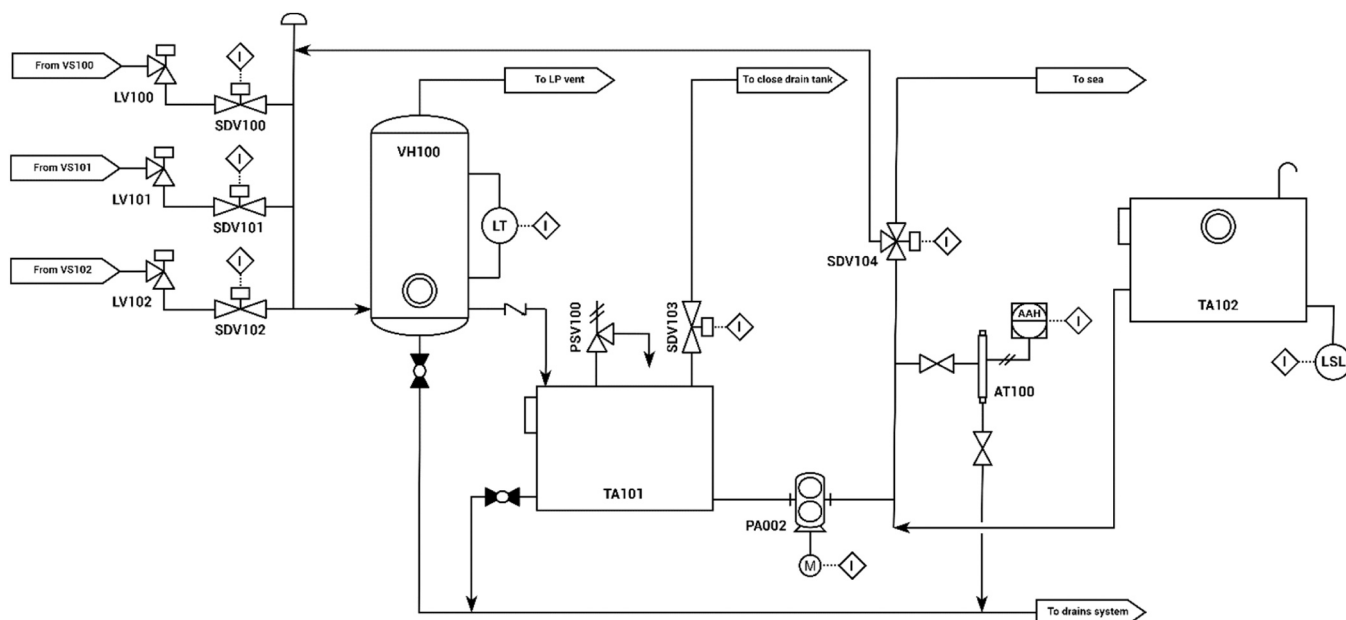 From VS100
I
LV100
SDV100
From VS101
I
LV101
SDV101
From VS102
I
LV102
SDV102
To LP vent
VH100
LT
I
To close drain tank
PSV100
SDV103
I
TA101
PA002
M
I
To sea
SDV104
I
AAH
I
AT100
TA102
I
LSL
To drains system